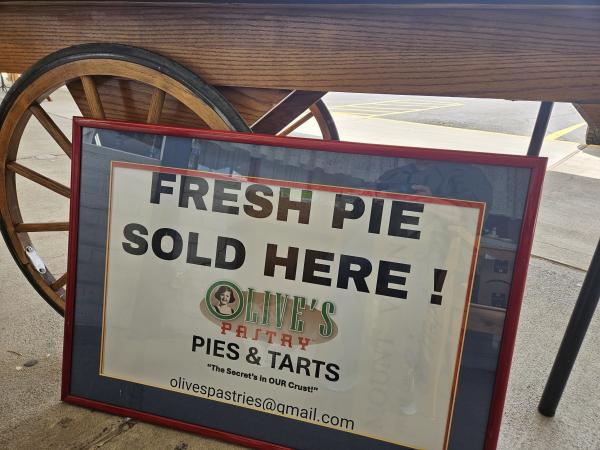 FRESH PIE
SOLD HERE !
OLIVE'S
PASTRY
PIES & TARTS
"The Secret's in OUR Crust!"
olivespastries@gmail.com